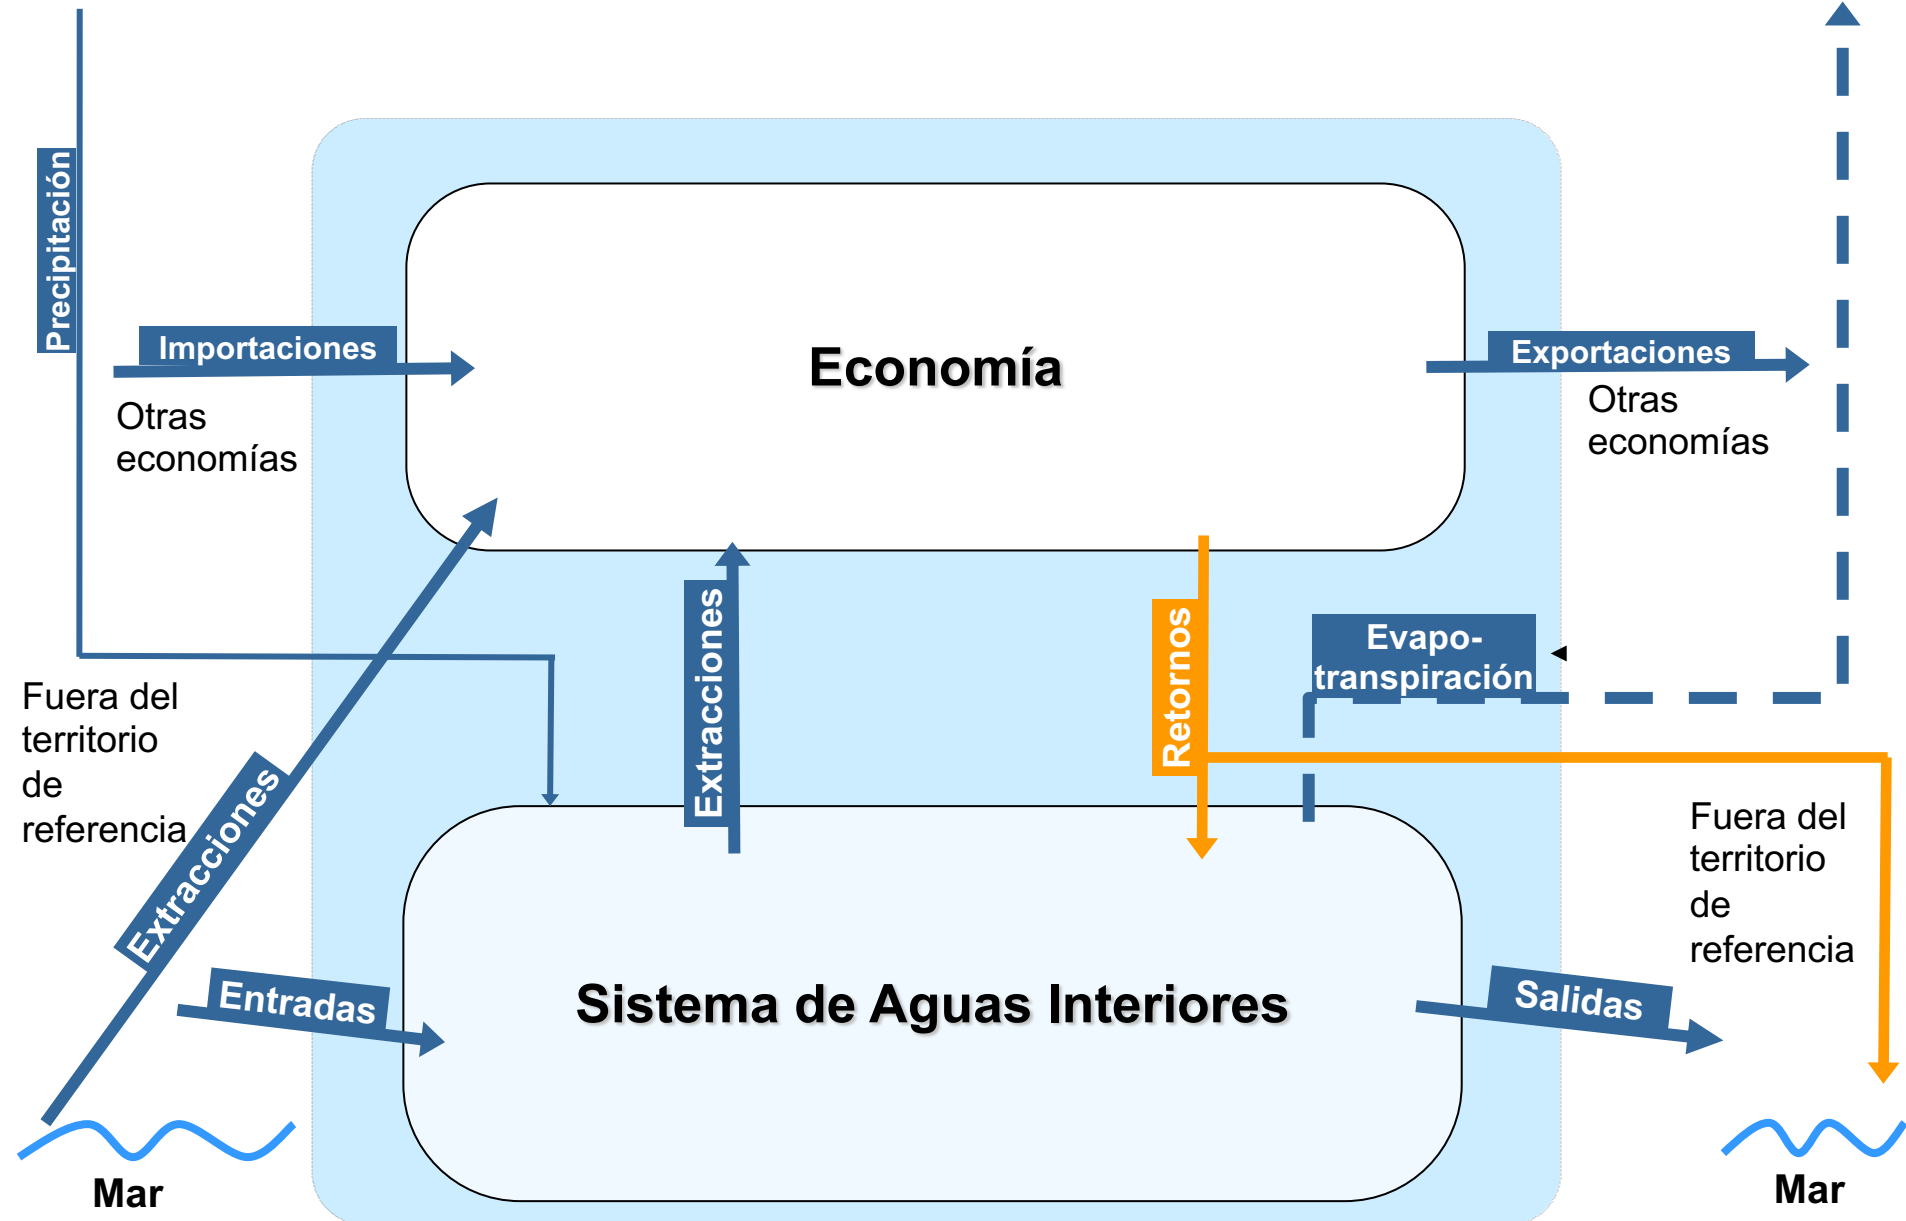 Precipitación
Importaciones
Otras
economías
Economía
Exportaciones
Otras
economías
Extracciones
Retornos
Evapo-
transpiración
Fuera del
territorio
de
referencia
Extracciones
Entradas
Sistema de Aguas Interiores
Salidas
Fuera del
territorio
de
referencia
Mar
Mar